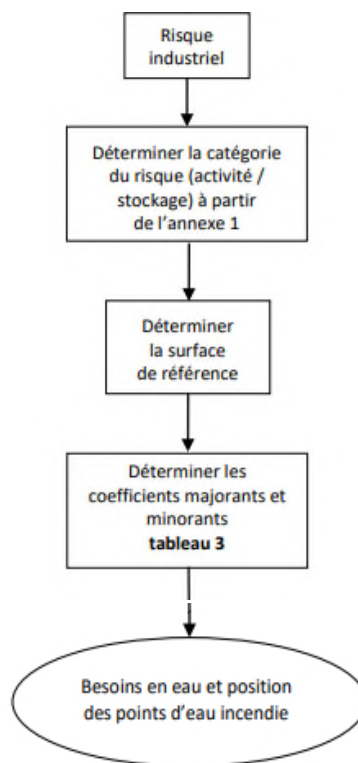 Risque
industriel
Déterminer la catégorie
du risque (activité /
stockage) à partir
de l'annexe 1
Déterminer
la surface
de référence
Déterminer les
coefficients majorants et
minorants
tableau 3
Besoins en eau et position
des points d'eau incendie